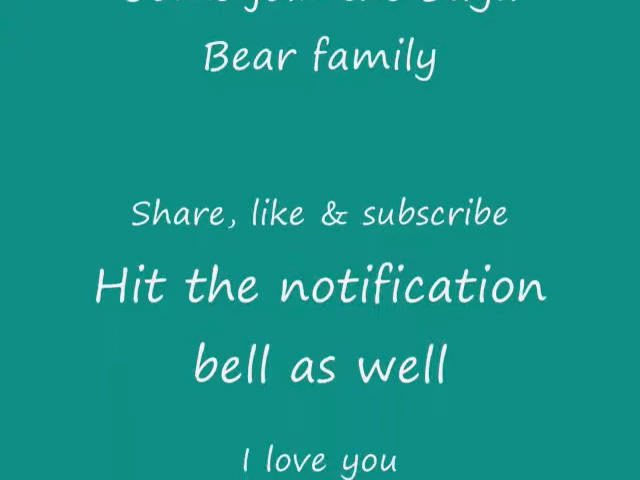 Bear family
Share, like & subscribe
Hit the notification
bell as well
I love you